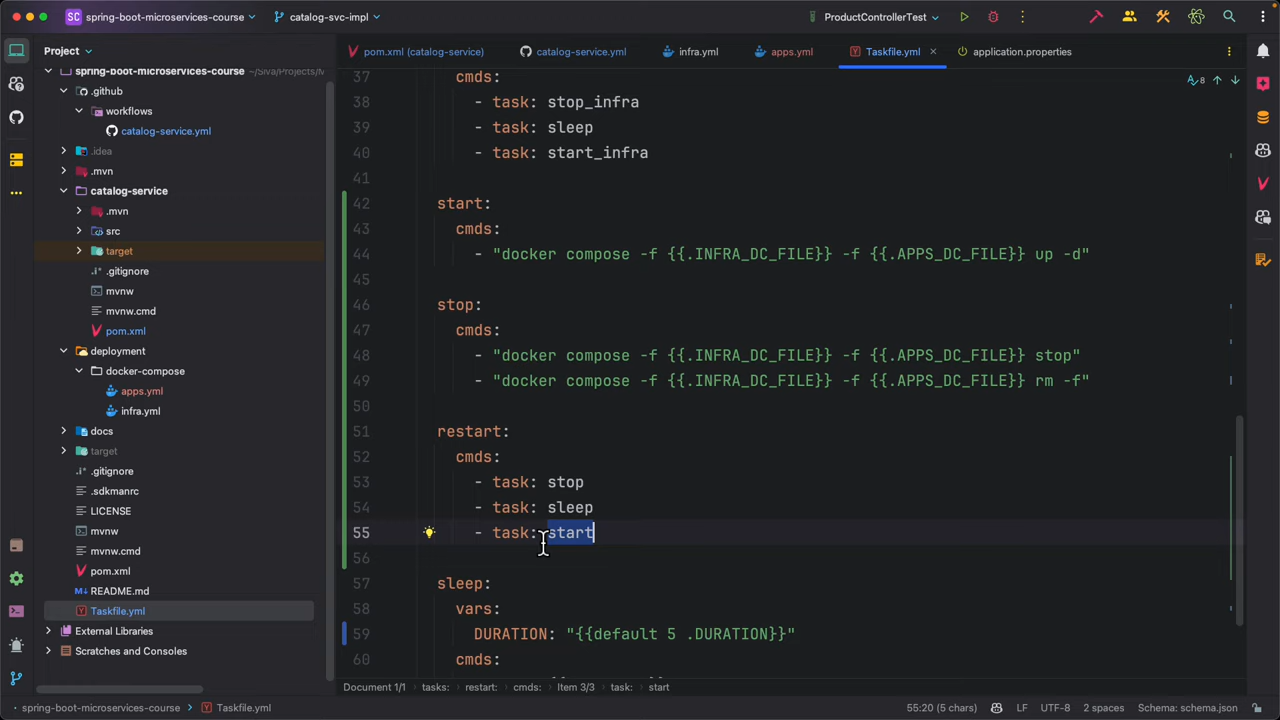 SC spring-boot-microservices-course catalog-svc-impl ProductControllerTest
Project
pom.xml (catalog-service) catalog-service.yml infra.yml apps.yml Taskfile.yml application.properties
spring-boot-microservices-course ~/Siva/Projects/M
.github
workflows
catalog-service.yml
.idea
.mvn
catalog-service
.mvn
src
target
.gitignore
mvnw
mvnw.cmd
pom.xml
deployment
docker-compose
apps.yml
infra.yml
docs
target
.gitignore
.sdkmanrc
LICENSE
mvnw
mvnw.cmd
pom.xml
README.md
Taskfile.yml
External Libraries
Scratches and Consoles
8
37 cmds:
38 - task: stop_infra
39 - task: sleep
40 - task: start_infra
41
42 start:
43 cmds:
44 - "docker compose -f {{.INFRA_DC_FILE}} -f {{.APPS_DC_FILE}} up -d"
45
46 stop:
47 cmds:
48 - "docker compose -f {{.INFRA_DC_FILE}} -f {{.APPS_DC_FILE}} stop"
49 - "docker compose -f {{.INFRA_DC_FILE}} -f {{.APPS_DC_FILE}} rm -f"
50
51 restart:
52 cmds:
53 - task: stop
54 - task: sleep
55 - task: start
56
57 sleep:
58 vars:
59 DURATION: "{{default 5 .DURATION}}"
60 cmds:
Document 1/1 tasks: restart: cmds: Item 3/3 task: start
spring-boot-microservices-course Taskfile.yml 55:20 (5 chars) LF UTF-8 2 spaces Schema: schema.json